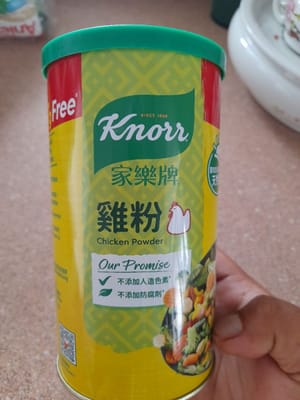 Free*
SINCE 1838
Knorr
家樂牌
雞粉
Chicken Powder
Our Promise
不添加人造色素
不添加防腐劑